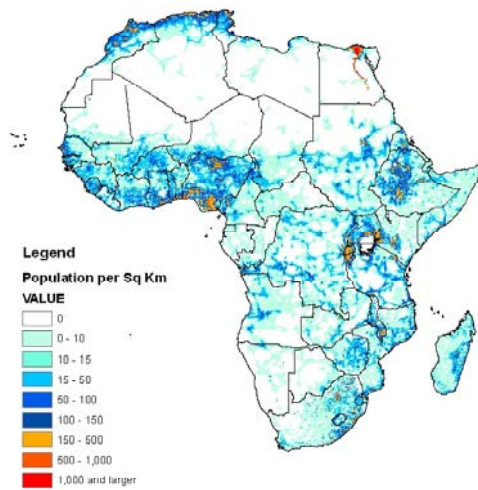 Legend
Population per Sq Km
VALUE
0
0 - 10
10 - 15
15 - 50
50 - 100
100 - 150
150 - 500
500 - 1,000
1,000 and larger